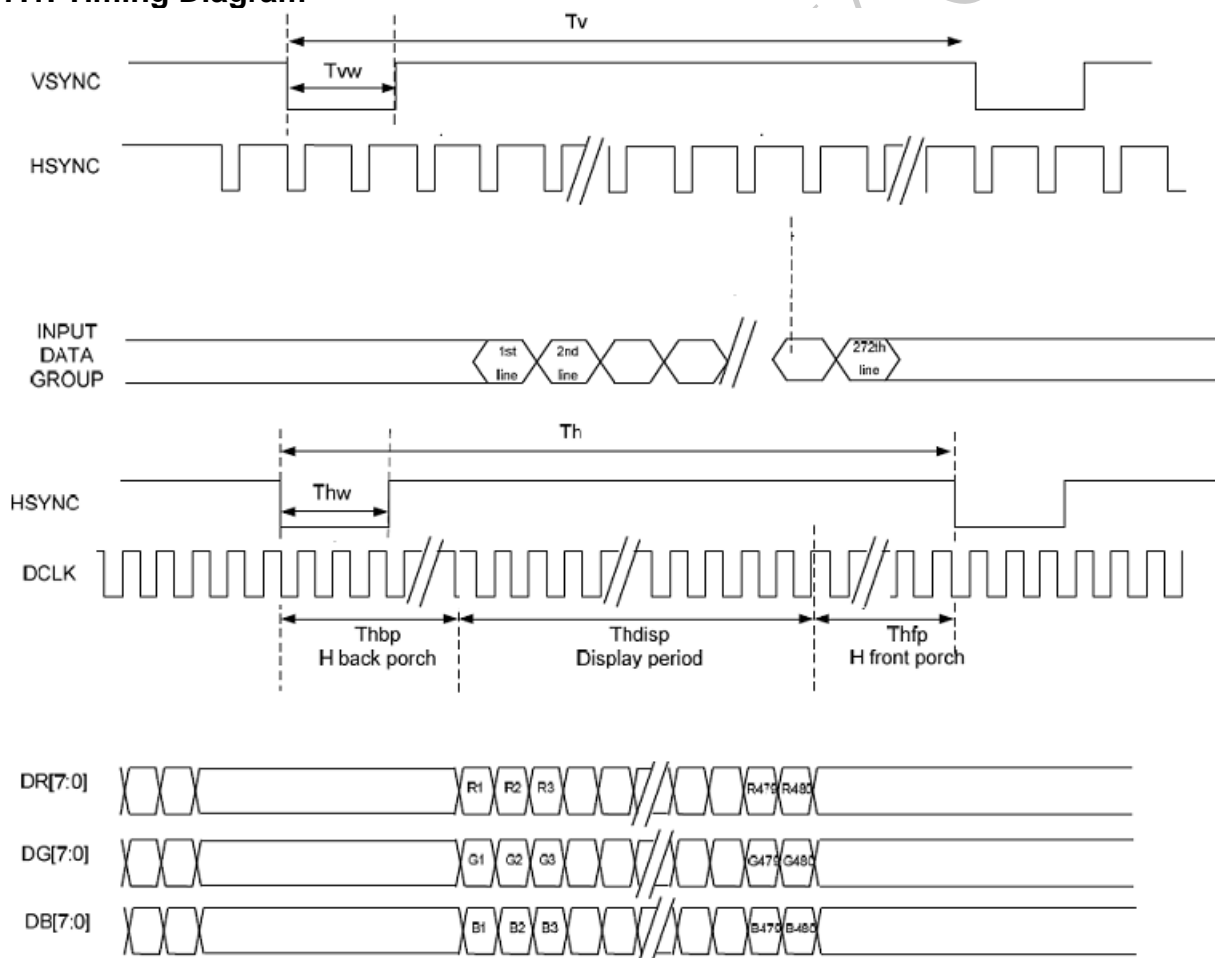 Timing Diagram
Tv
Tvw
VSYNC
HSYNC
INPUT
DATA
GROUP
1st
line
2nd
line
272th
line
Th
Thw
HSYNC
DCLK
Thbp
H back porch
Thdisp
Display period
Thfp
H front porch
DR[7:0]
R1 R2 R3 R479 R480
DG[7:0]
G1 G2 G3 G479 G480
DB[7:0]
B1 B2 B3 B479 B480